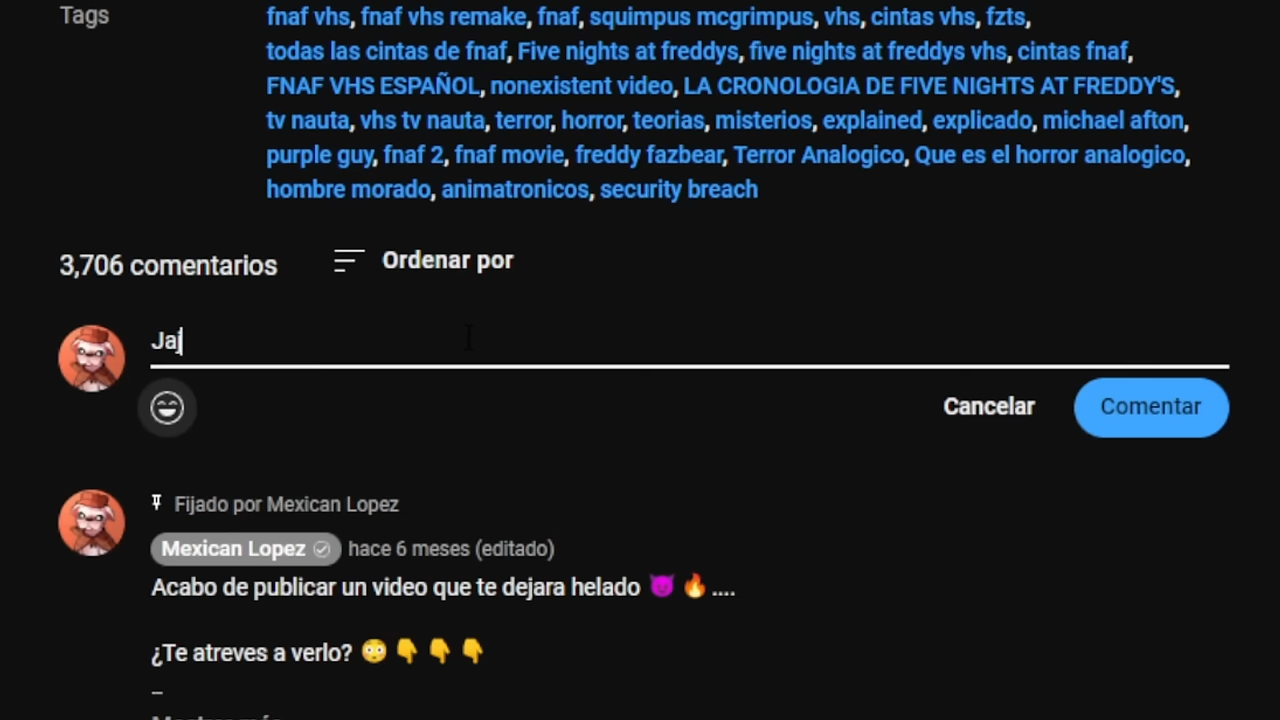 Tags
fnaf vhs, fnaf vhs remake, fnaf, squimpus mcgrimpus, vhs, cintas vhs, fzts,
todas las cintas de fnaf, Five nights at freddys, five nights at freddys vhs, cintas fnaf,
FNAF VHS ESPAÑOL, nonexistent video, LA CRONOLOGIA DE FIVE NIGHTS AT FREDDY'S,
tv nauta, vhs tv nauta, terror, horror, teorias, misterios, explained, explicado, michael afton,
purple guy, fnaf 2, fnaf movie, freddy fazbear, Terror Analogico, Que es el horror analogico,
hombre morado, animatronicos, security breach
3,706 comentarios
Ordenar por
Jaj
Cancelar
Comentar
Fijado por Mexican Lopez
Mexican Lopez hace 6 meses (editado)
Acabo de publicar un video que te dejara helado 😈 🔥 ....
¿Te atreves a verlo? 😳 👇 👇 👇
_